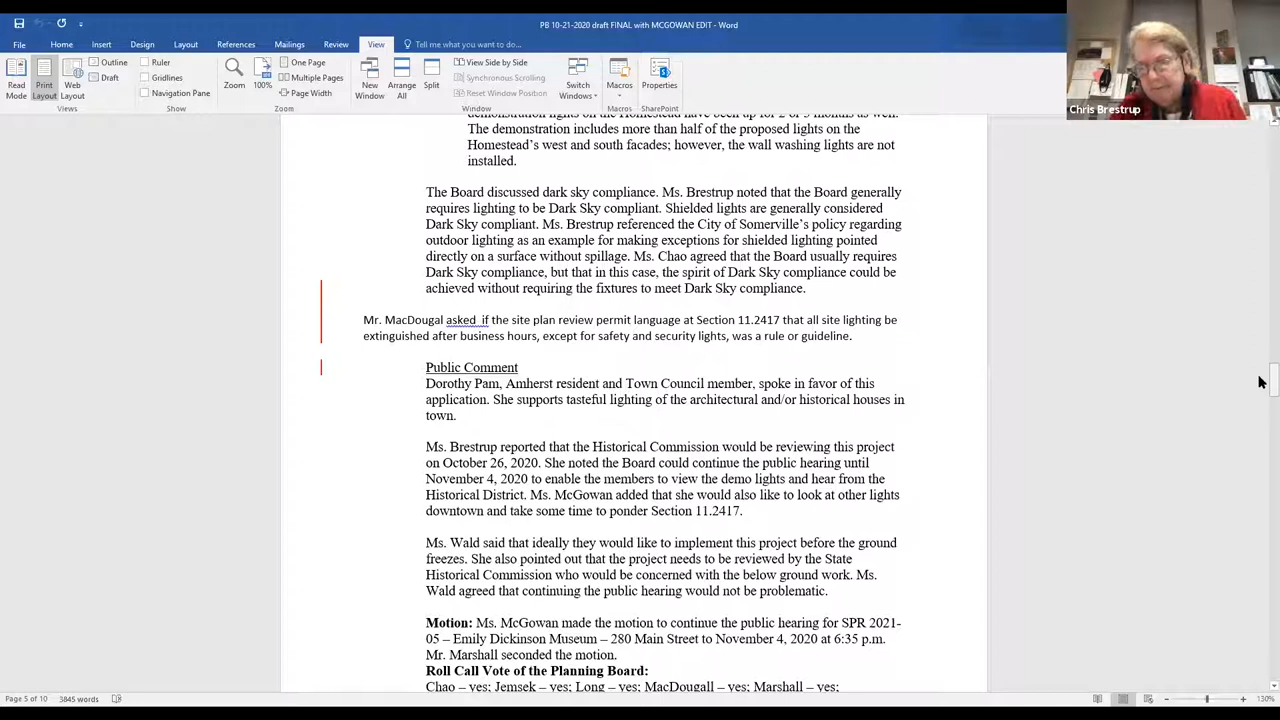 PB 10-21-2020 draft FINAL with MCGOWAN EDIT - Word
File Home Insert Design Layout References Mailings Review View Tell me what you want to do...
Read Mode
Print Layout
Web Layout
Outline
Draft
Views
Ruler
Gridlines
Navigation Pane
Show
Zoom
100%
One Page
Multiple Pages
Page Width
Zoom
New Window
Arrange All
Split
View Side by Side
Synchronous Scrolling
Reset Window Position
Window
Switch Windows
Macros
Macros
Properties
SharePoint
Chris Brestrup
demonstration lights on the Homestead have been up for 2 or 3 months as well.
The demonstration includes more than half of the proposed lights on the
Homestead's west and south facades; however, the wall washing lights are not
installed.
The Board discussed dark sky compliance. Ms. Brestrup noted that the Board generally
requires lighting to be Dark Sky compliant. Shielded lights are generally considered
Dark Sky compliant. Ms. Brestrup referenced the City of Somerville's policy regarding
outdoor lighting as an example for making exceptions for shielded lighting pointed
directly on a surface without spillage. Ms. Chao agreed that the Board usually requires
Dark Sky compliance, but that in this case, the spirit of Dark Sky compliance could be
achieved without requiring the fixtures to meet Dark Sky compliance.
Mr. MacDougal asked if the site plan review permit language at Section 11.2417 that all site lighting be
extinguished after business hours, except for safety and security lights, was a rule or guideline.
Public Comment
Dorothy Pam, Amherst resident and Town Council member, spoke in favor of this
application. She supports tasteful lighting of the architectural and/or historical houses in
town.
Ms. Brestrup reported that the Historical Commission would be reviewing this project
on October 26, 2020. She noted the Board could continue the public hearing until
November 4, 2020 to enable the members to view the demo lights and hear from the
Historical District. Ms. McGowan added that she would also like to look at other lights
downtown and take some time to ponder Section 11.2417.
Ms. Wald said that ideally they would like to implement this project before the ground
freezes. She also pointed out that the project needs to be reviewed by the State
Historical Commission who would be concerned with the below ground work. Ms.
Wald agreed that continuing the public hearing would not be problematic.
Motion: Ms. McGowan made the motion to continue the public hearing for SPR 2021-
05 – Emily Dickinson Museum – 280 Main Street to November 4, 2020 at 6:35 p.m.
Mr. Marshall seconded the motion.
Roll Call Vote of the Planning Board:
Chao – yes; Jemsek – yes; Long – yes; MacDougall – yes; Marshall – yes;
Page 5 of 10 3845 words
130%